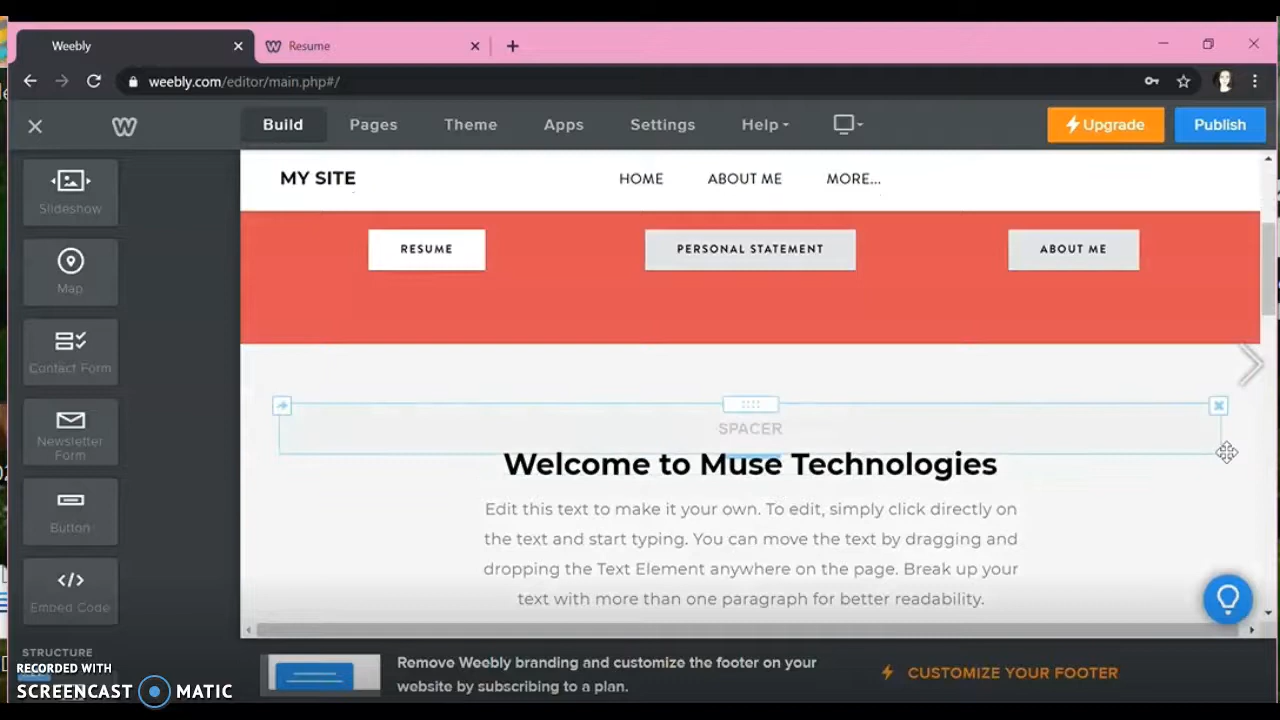 Weebly
Resume
weebly.com/editor/main.php#/
Build
Pages
Theme
Apps
Settings
Help
Upgrade
Publish
Slideshow
Map
Contact Form
Newsletter
Form
Button
Embed Code
STRUCTURE
MY SITE
HOME
ABOUT ME
MORE...
RESUME
PERSONAL STATEMENT
ABOUT ME
SPACER
Welcome to Muse Technologies
Edit this text to make it your own. To edit, simply click directly on
the text and start typing. You can move the text by dragging and
dropping the Text Element anywhere on the page. Break up your
text with more than one paragraph for better readability.
Remove Weebly branding and customize the footer on your
website by subscribing to a plan.
CUSTOMIZE YOUR FOOTER
RECORDED WITH
SCREENCAST MATIC